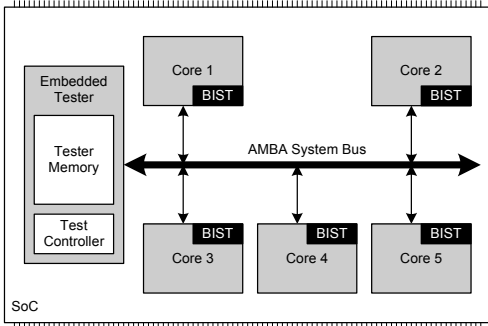 Embedded
Tester
Tester
Memory
Test
Controller
Core 1
BIST
Core 2
BIST
AMBA System Bus
BIST
Core 3
BIST
Core 4
BIST
Core 5
SoC